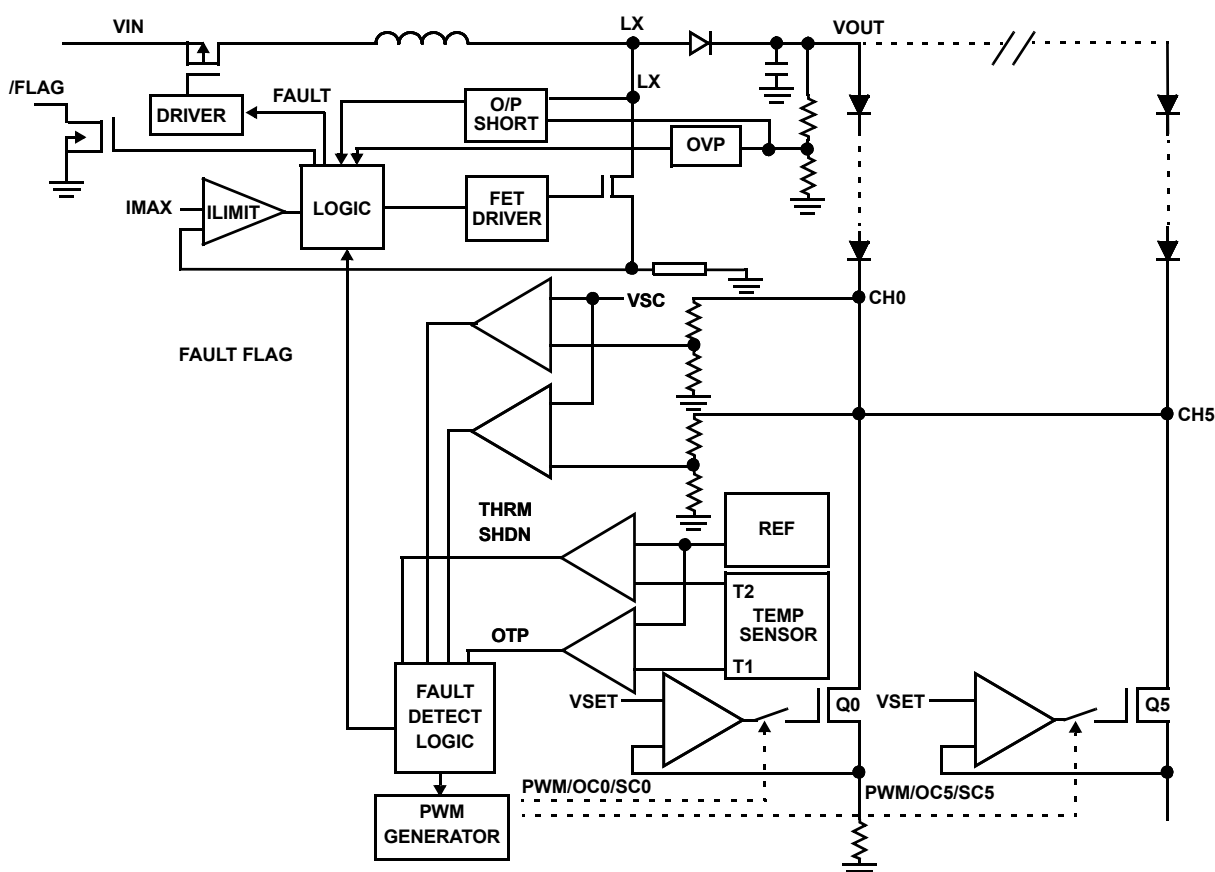 VIN
LX
VOUT
/FLAG
DRIVER
FAULT
O/P
SHORT
LX
OVP
IMAX
ILIMIT
LOGIC
FET
DRIVER
FAULT FLAG
VSC
CH0
CH5
THRM
SHDN
REF
T2
TEMP
SENSOR
T1
OTP
FAULT
DETECT
LOGIC
VSET
Q0
VSET
Q5
PWM/OC0/SC0
PWM/OC5/SC5
PWM
GENERATOR